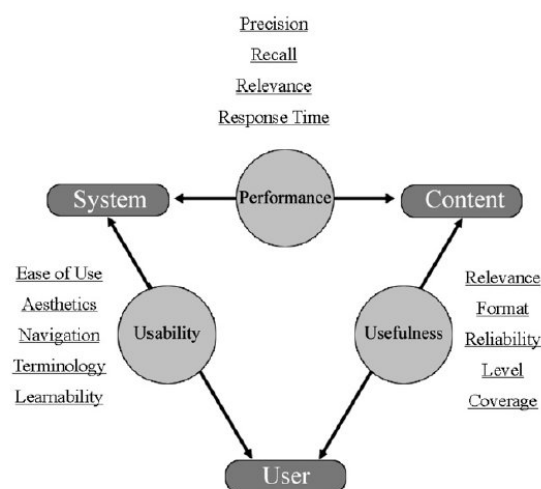 Precision
Recall
Relevance
Response Time
System
Performance
Content
Ease of Use
Aesthetics
Navigation
Terminology
Learnability
Usability
Usefulness
Relevance
Format
Reliability
Level
Coverage
User